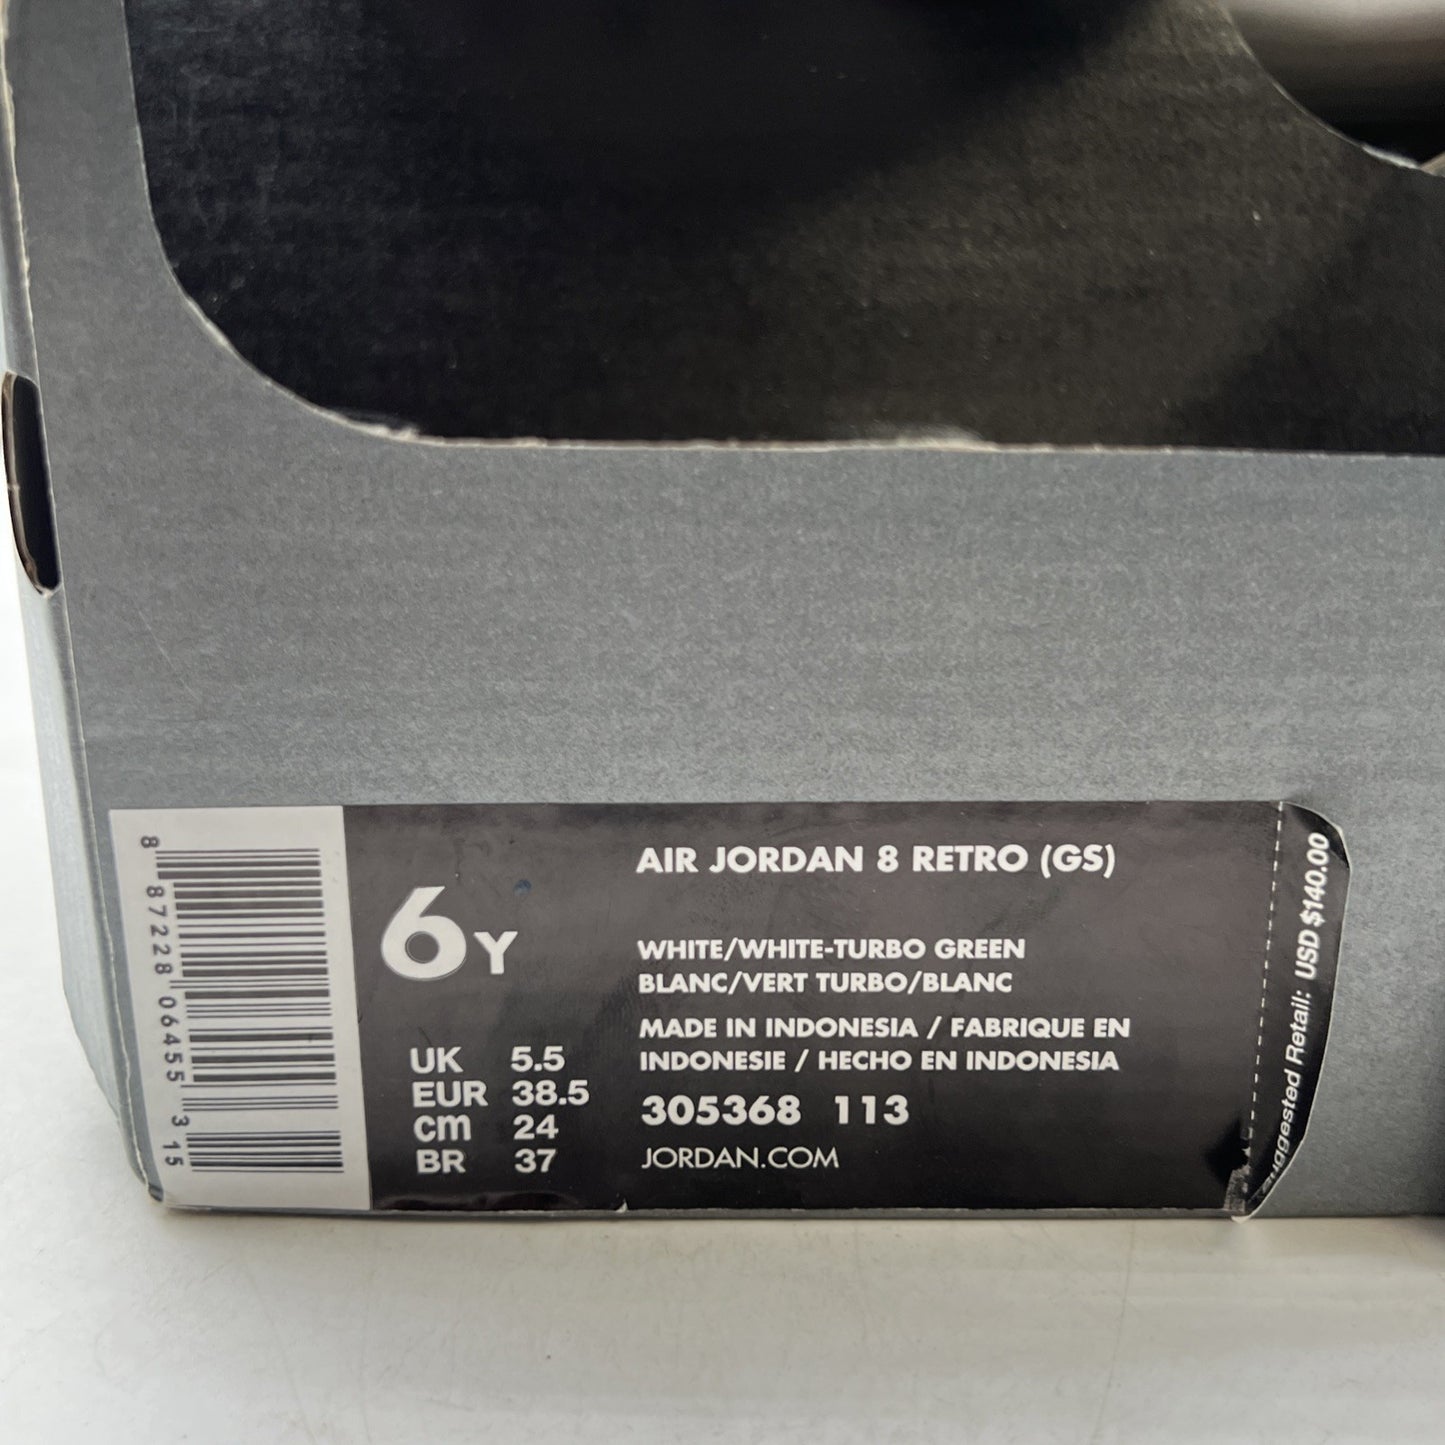 8 87228 06455 3 15
6Y
UK 5.5
EUR 38.5
cm 24
BR 37
AIR JORDAN 8 RETRO (GS)
WHITE/WHITE-TURBO GREEN
BLANC/VERT TURBO/BLANC
MADE IN INDONESIA / FABRIQUE EN
INDONESIE / HECHO EN INDONESIA
305368 113
JORDAN.COM
Suggested Retail: USD $140.00